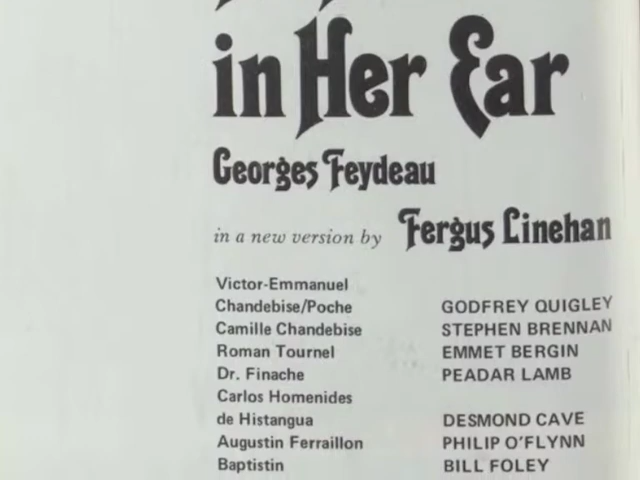 in Her Ear
Georges Feydeau
in a new version by Fergus Linehan
Victor-Emmanuel
Chandebise/Poche GODFREY QUIGLEY
Camille Chandebise STEPHEN BRENNAN
Roman Tournel EMMET BERGIN
Dr. Finache PEADAR LAMB
Carlos Homenides
de Histangua DESMOND CAVE
Augustin Ferraillon PHILIP O'FLYNN
Baptistin BILL FOLEY